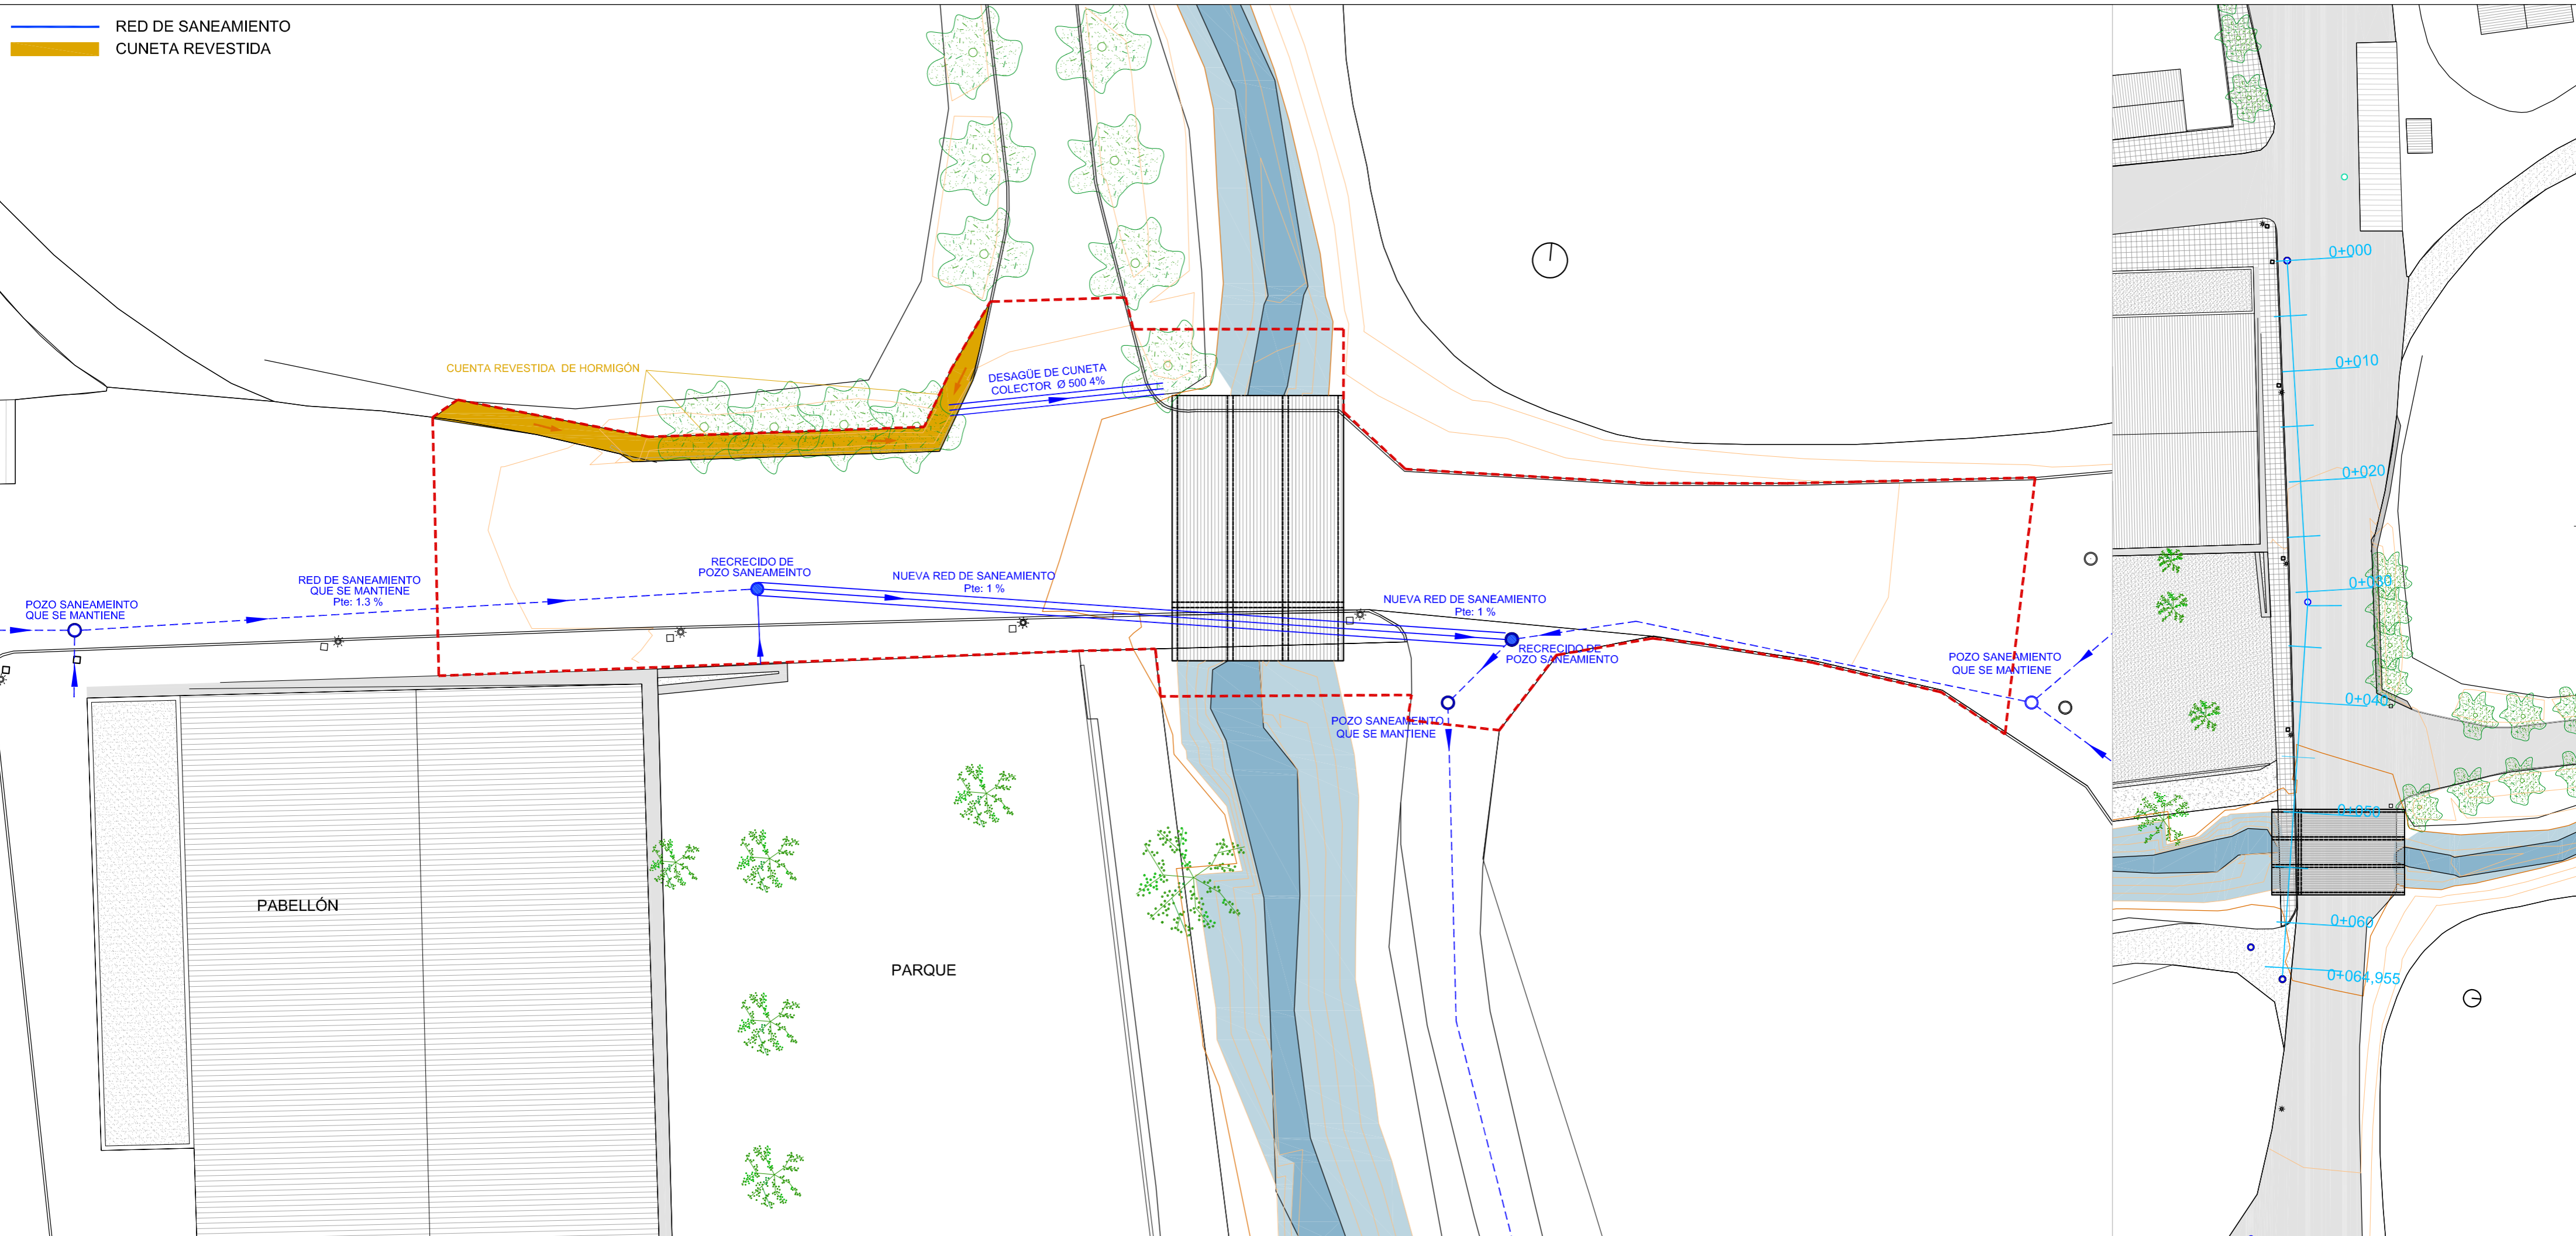 RED DE SANEAMIENTO
CUNETA REVESTIDA
CUENTA REVESTIDA DE HORMIGÓN
DESAGÜE DE CUNETA
COLECTOR Ø 500 4%
POZO SANEAMEINTO
QUE SE MANTIENE
RED DE SANEAMIENTO
QUE SE MANTIENE
Pte: 1.3 %
RECRECIDO DE
POZO SANEAMEINTO
NUEVA RED DE SANEAMIENTO
Pte: 1 %
NUEVA RED DE SANEAMIENTO
Pte: 1 %
RECRECIDO DE
POZO SANEAMIENTO
POZO SANEAMEINTO
QUE SE MANTIENE
POZO SANEAMIENTO
QUE SE MANTIENE
PABELLÓN
PARQUE
0+000
0+010
0+020
0+030
0+040
0+050
0+060
0+064,955